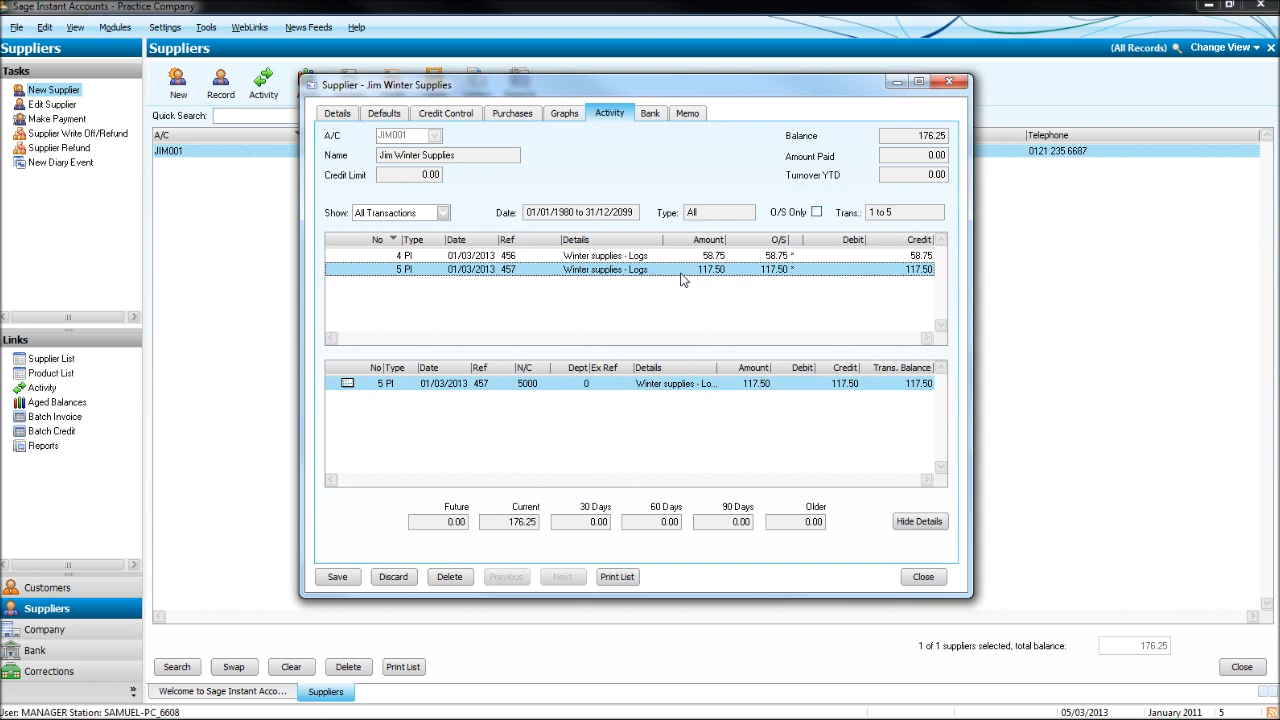 Sage Instant Accounts - Practice Company
File Edit View Modules Settings Tools WebLinks News Feeds Help
Suppliers
Suppliers
(All Records) Change View
Tasks
New Supplier
Edit Supplier
Make Payment
Supplier Write Off/Refund
Supplier Refund
New Diary Event
Links
Supplier List
Product List
Activity
Aged Balances
Batch Invoice
Batch Credit
Reports
Customers
Suppliers
Company
Bank
Corrections
New Record Activity
Quick Search:
A/C Telephone
JIM001 0121 235 6687
Supplier - Jim Winter Supplies
Details Defaults Credit Control Purchases Graphs Activity Bank Memo
A/C JIM001 Balance 176.25
Name Jim Winter Supplies Amount Paid 0.00
Credit Limit 0.00 Turnover YTD 0.00
Show: All Transactions Date: 01/01/1980 to 31/12/2099 Type: All O/S Only Trans.: 1 to 5
No Type Date Ref Details Amount O/S Debit Credit
4 PI 01/03/2013 456 Winter supplies - Logs 58.75 58.75 * 58.75
5 PI 01/03/2013 457 Winter supplies - Logs 117.50 117.50 * 117.50
No Type Date Ref N/C Dept Ex Ref Details Amount Debit Credit Trans. Balance
5 PI 01/03/2013 457 5000 0 Winter supplies - Lo... 117.50 117.50 117.50
Future Current 30 Days 60 Days 90 Days Older
0.00 176.25 0.00 0.00 0.00 0.00 Hide Details
Save Discard Delete Previous Next Print List Close
1 of 1 suppliers selected, total balance: 176.25
Search Swap Clear Delete Print List Close
Welcome to Sage Instant Acco... Suppliers
User: MANAGER Station: SAMUEL-PC_6608 05/03/2013 January 2011 5